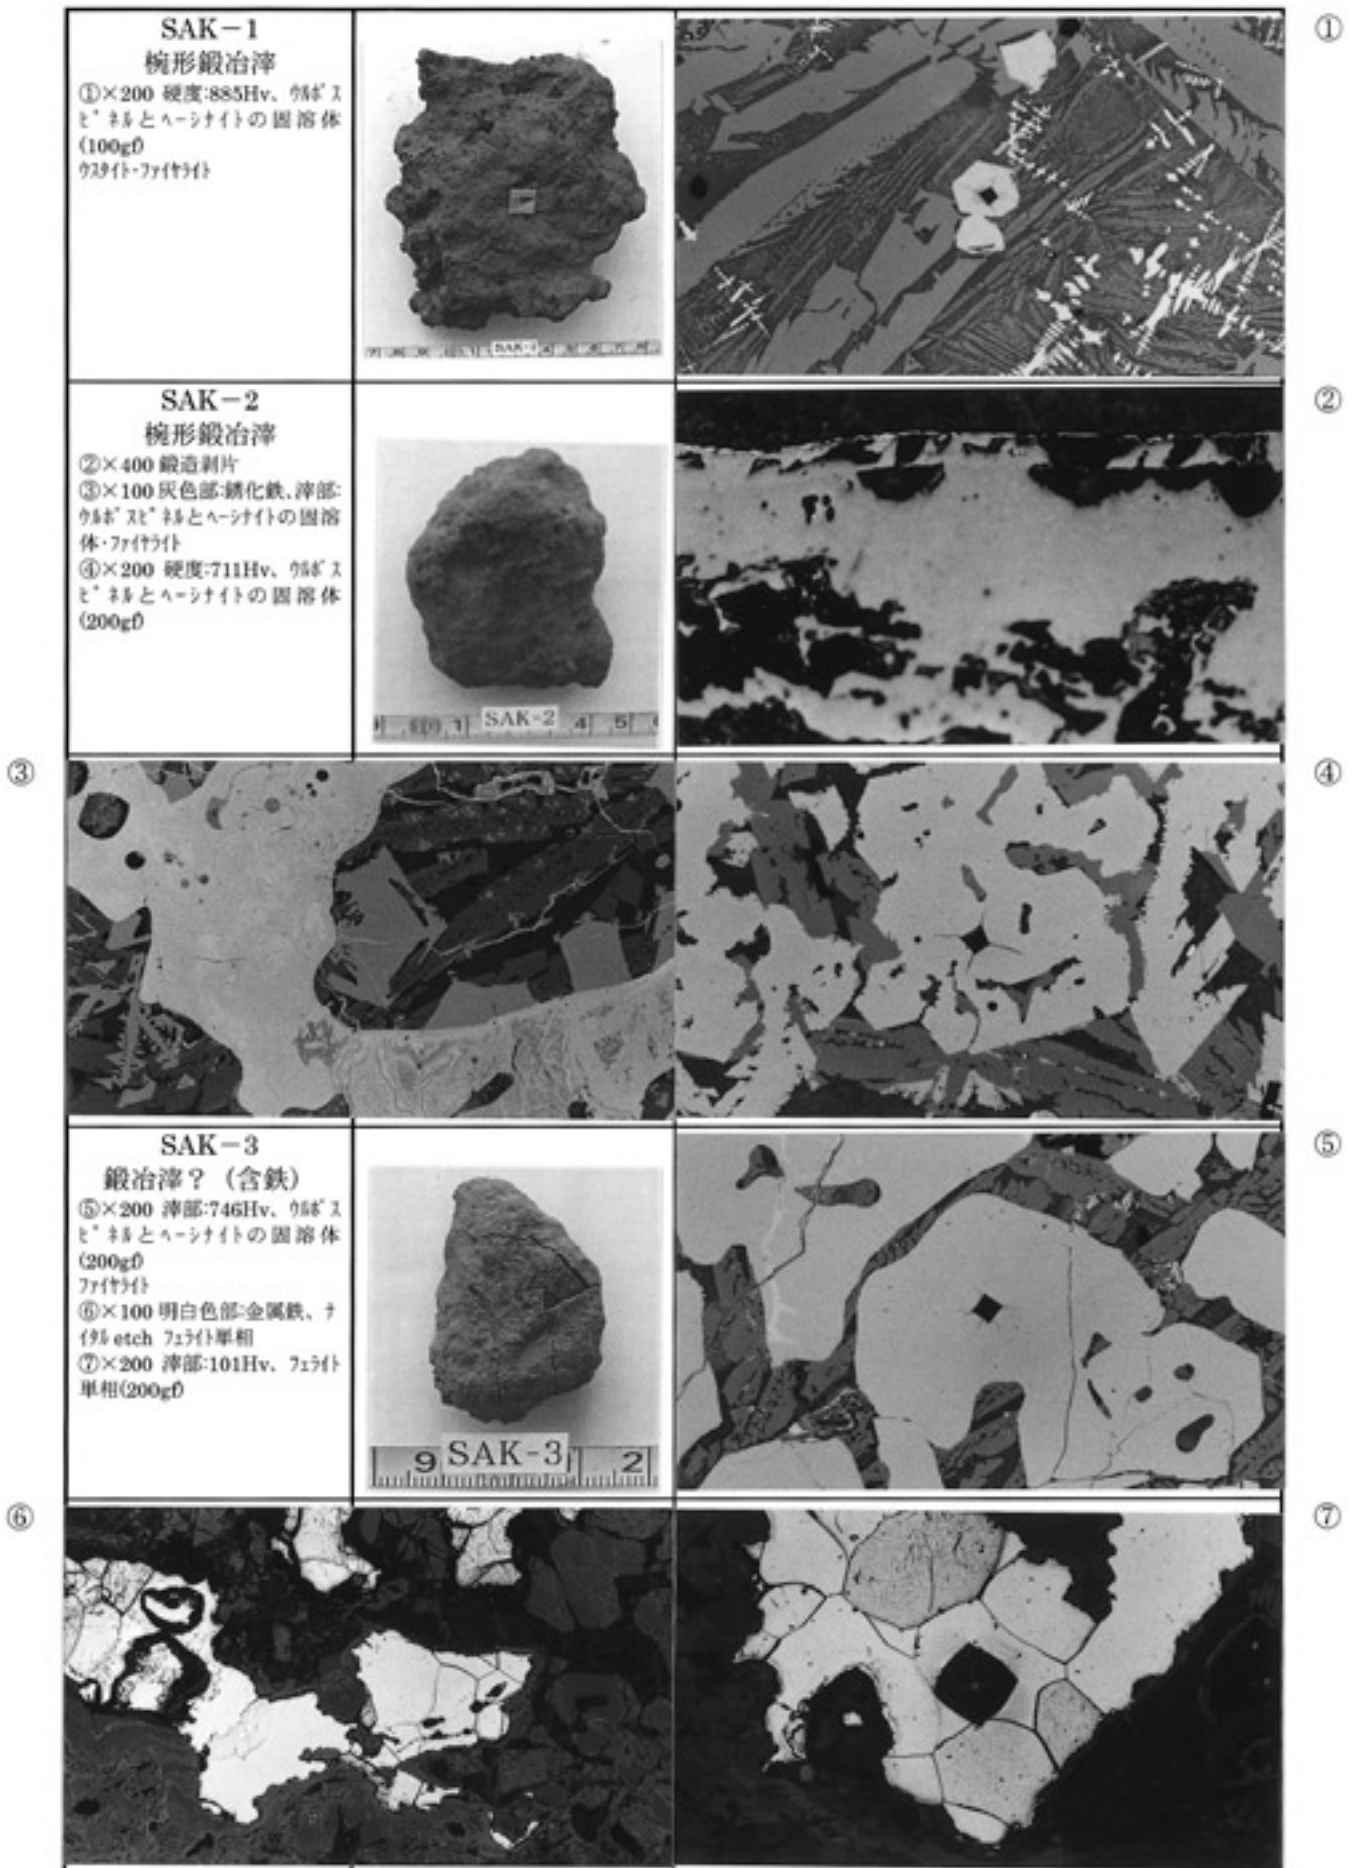 SAK－1
椀形鍛冶滓
①×200 硬度:885Hv、ｳﾙﾎﾞｽ
ﾋﾟﾈﾙとﾍｰｼﾅｲﾄの固溶体
(100gf)
ｳｽﾀｲﾄ・ﾌｧｲﾔﾗｲﾄ
SAK-1
①
SAK－2
椀形鍛冶滓
②×400 鍛造剥片
③×100 灰色部:錆化鉄、滓部:
ｳﾙﾎﾞｽﾋﾟﾈﾙとﾍｰｼﾅｲﾄの固溶
体・ﾌｧｲﾔﾗｲﾄ
④×200 硬度:711Hv、ｳﾙﾎﾞｽ
ﾋﾟﾈﾙとﾍｰｼﾅｲﾄの固溶体
(200gf)
1 SAK-2 4 5
②
③
④
SAK－3
鍛冶滓？（含鉄）
⑤×200 滓部:746Hv、ｳﾙﾎﾞｽ
ﾋﾟﾈﾙとﾍｰｼﾅｲﾄの固溶体
(200gf)
ﾌｧｲﾔﾗｲﾄ
⑥×100 明白色部:金属鉄、ﾅ
ｲﾀﾙ etch ﾌｪﾗｲﾄ単相
⑦×200 滓部:101Hv、ﾌｪﾗｲﾄ
単相(200gf)
9 SAK-3 2
⑤
⑥
⑦